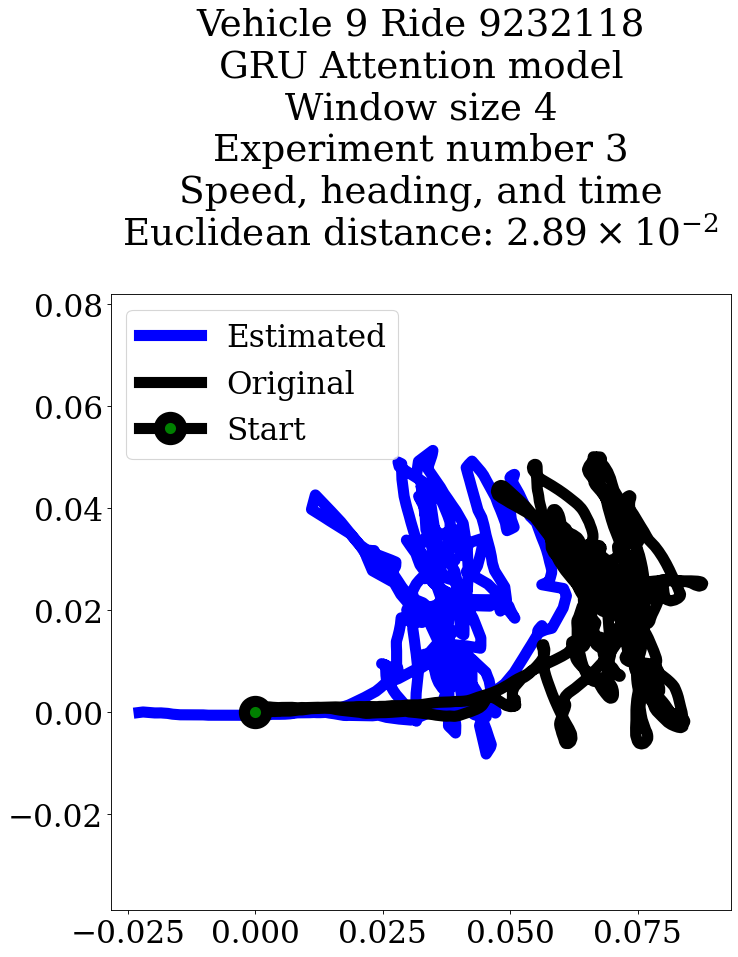 Vehicle 9 Ride 9232118
GRU Attention model
Window size 4
Experiment number 3
Speed, heading, and time
Euclidean distance: 2.89 × 10⁻²
0.08
Estimated
Original
Start
0.06
0.04
0.02
0.00
−0.02
−0.025 0.000 0.025 0.050 0.075